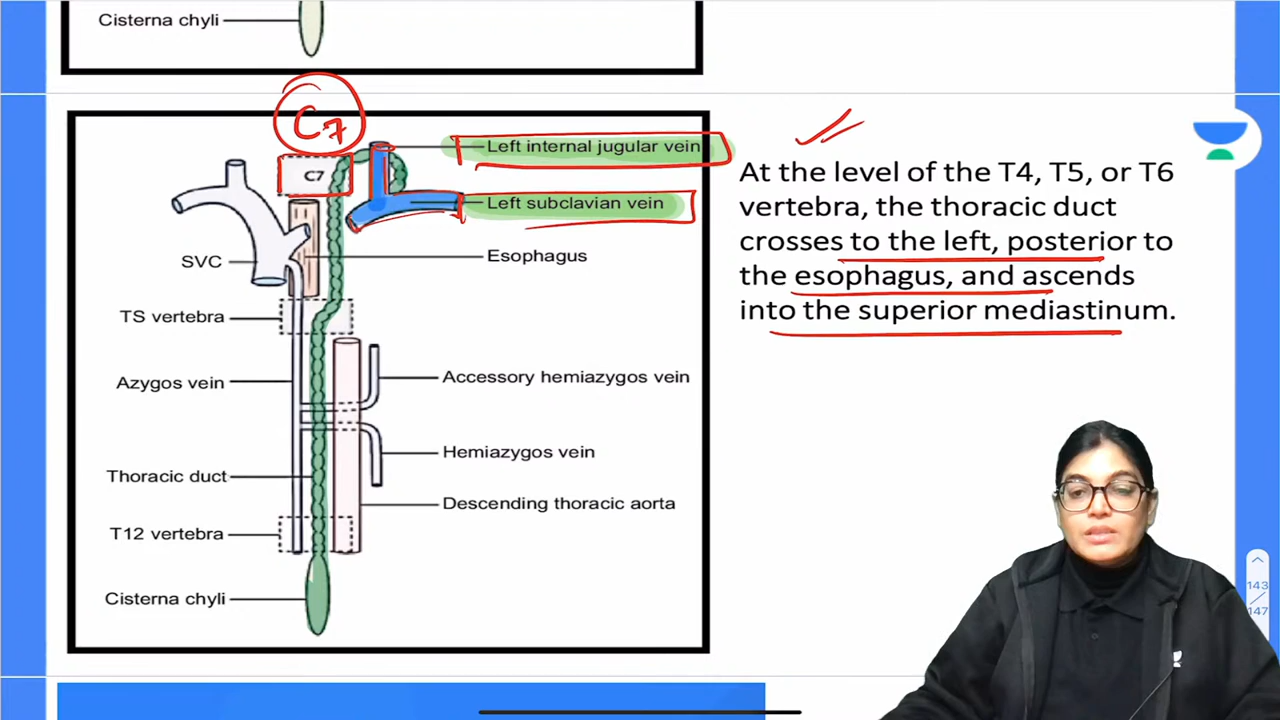 Cisterna chyli
C7
C7
Left internal jugular vein
Left subclavian vein
Esophagus
SVC
TS vertebra
Azygos vein
Accessory hemiazygos vein
Hemiazygos vein
Thoracic duct
Descending thoracic aorta
T12 vertebra
Cisterna chyli
At the level of the T4, T5, or T6
vertebra, the thoracic duct
crosses to the left, posterior to
the esophagus, and ascends
into the superior mediastinum.
143
147